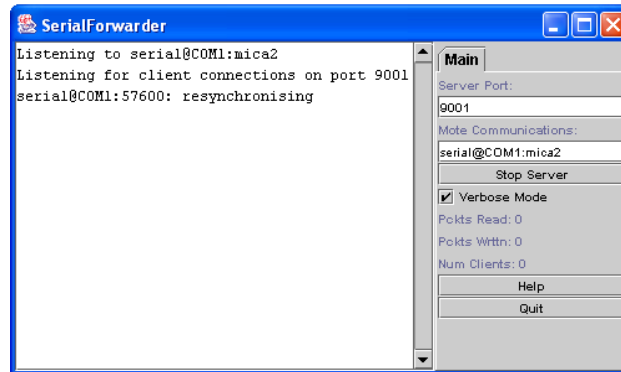 SerialForwarder
Listening to serial@COM1:mica2
Listening for client connections on port 9001
serial@COM1:57600: resynchronising
Main
Server Port:
9001
Mote Communications:
serial@COM1:mica2
Stop Server
Verbose Mode
Pckts Read: 0
Pckts Wrttn: 0
Num Clients: 0
Help
Quit